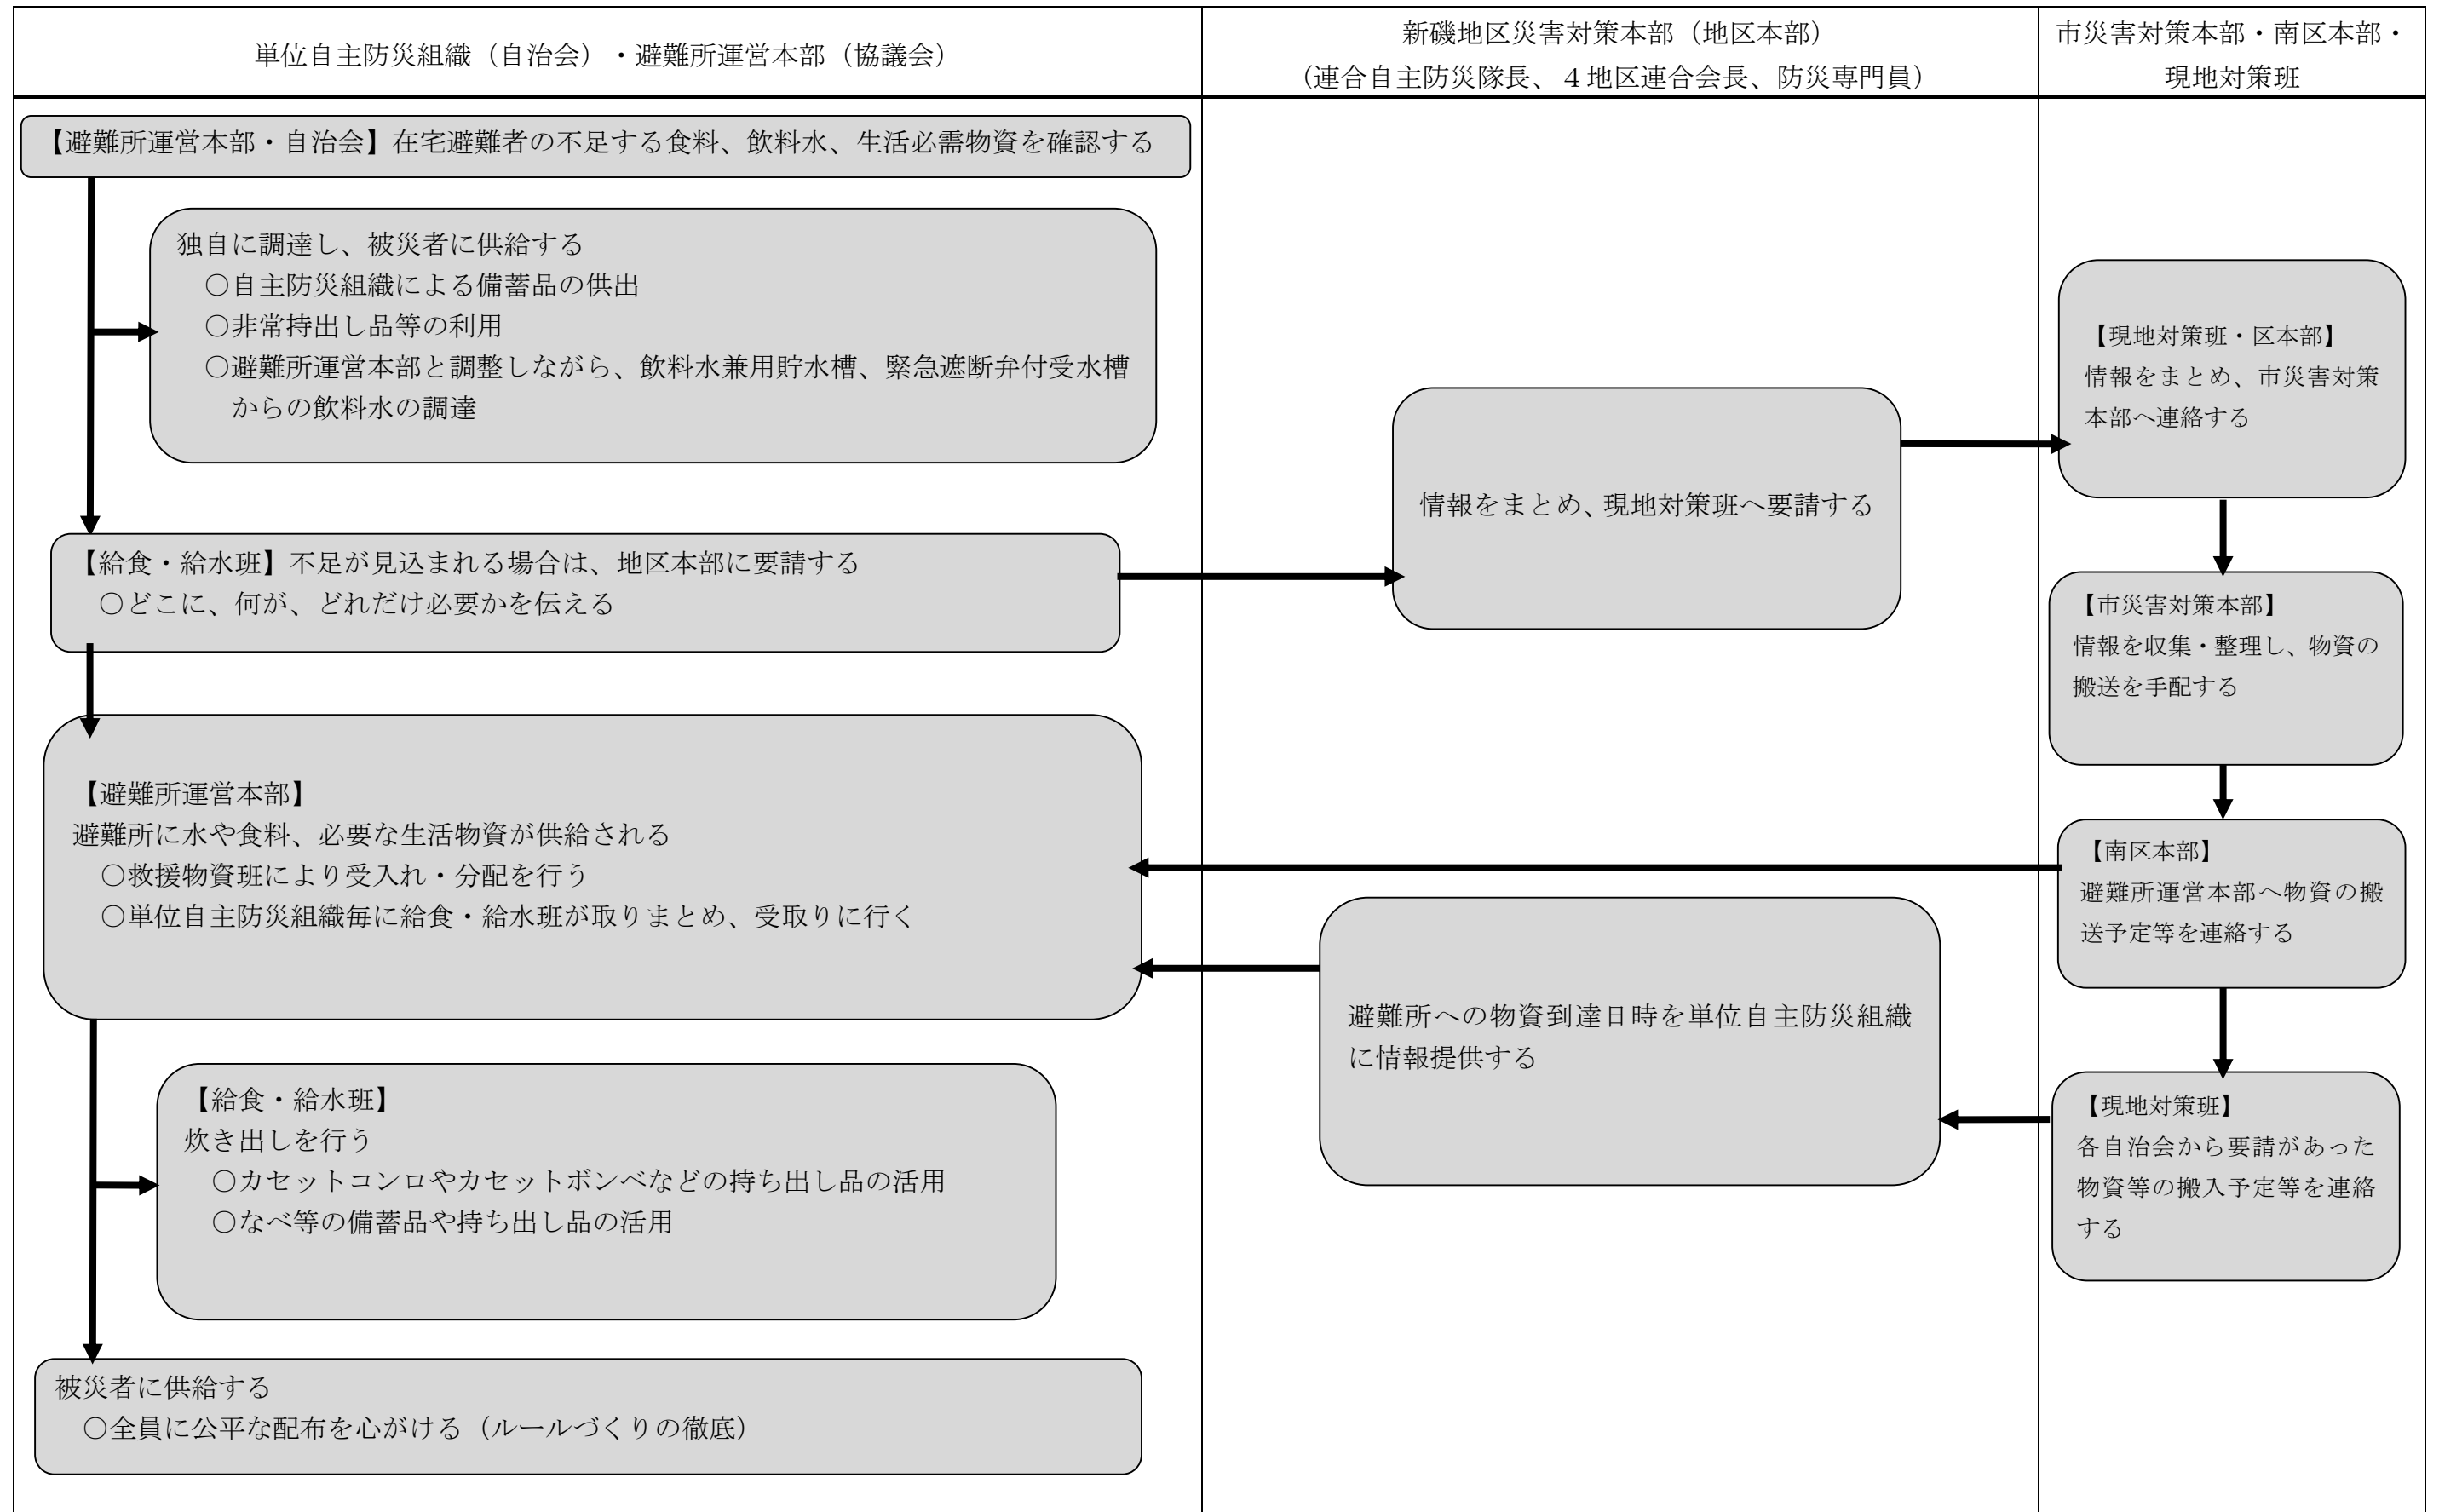 単位自主防災組織（自治会）・避難所運営本部（協議会）
新磯地区災害対策本部（地区本部）
（連合自主防災隊長、４地区連合会長、防災専門員）
市災害対策本部・南区本部・
現地対策班
【避難所運営本部・自治会】在宅避難者の不足する食料、飲料水、生活必需物資を確認する
独自に調達し、被災者に供給する
○自主防災組織による備蓄品の供出
○非常持出し品等の利用
○避難所運営本部と調整しながら、飲料水兼用貯水槽、緊急遮断弁付受水槽
からの飲料水の調達
【給食・給水班】不足が見込まれる場合は、地区本部に要請する
○どこに、何が、どれだけ必要かを伝える
情報をまとめ、現地対策班へ要請する
【現地対策班・区本部】
情報をまとめ、市災害対策
本部へ連絡する
【市災害対策本部】
情報を収集・整理し、物資の
搬送を手配する
【南区本部】
避難所運営本部へ物資の搬
送予定等を連絡する
【現地対策班】
各自治会から要請があった
物資等の搬入予定等を連絡
する
避難所への物資到達日時を単位自主防災組織
に情報提供する
【避難所運営本部】
避難所に水や食料、必要な生活物資が供給される
○救援物資班により受入れ・分配を行う
○単位自主防災組織毎に給食・給水班が取りまとめ、受取りに行く
【給食・給水班】
炊き出しを行う
○カセットコンロやカセットボンベなどの持ち出し品の活用
○なべ等の備蓄品や持ち出し品の活用
被災者に供給する
○全員に公平な配布を心がける（ルールづくりの徹底）